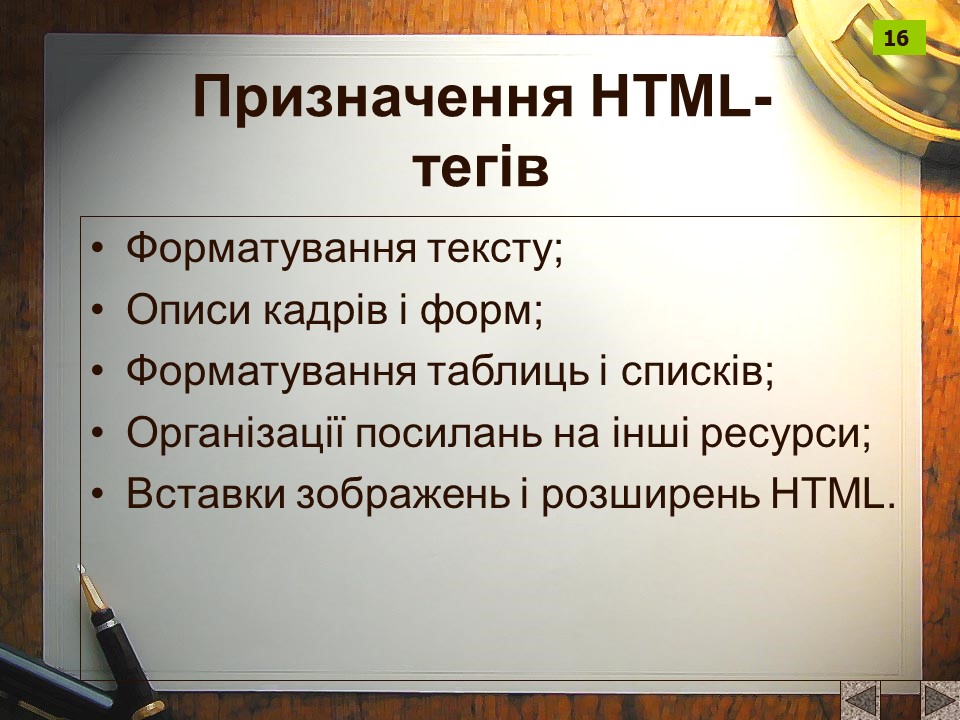 16
Призначення HTML-
тегів
• Форматування тексту;
• Описи кадрів і форм;
• Форматування таблиць і списків;
• Організації посилань на інші ресурси;
• Вставки зображень і розширень HTML.